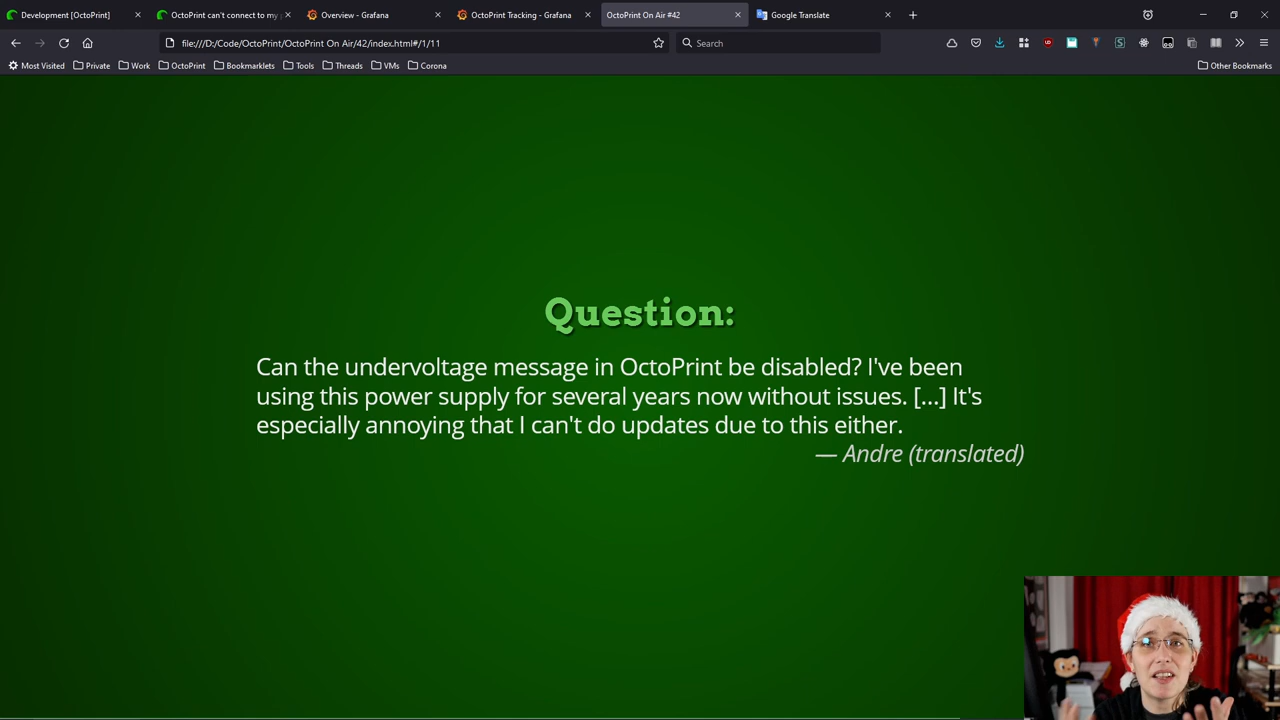 Development [OctoPrint]
OctoPrint can't connect to my
Overview - Grafana
OctoPrint Tracking - Grafana
OctoPrint On Air #42
Google Translate
file:///D:/Code/OctoPrint/OctoPrint On Air/42/index.html#/1/11
Search
Most Visited
Private
Work
OctoPrint
Bookmarklets
Tools
Threads
VMs
Corona
Other Bookmarks
Question:
Can the undervoltage message in OctoPrint be disabled? I've been
using this power supply for several years now without issues. [...] It's
especially annoying that I can't do updates due to this either.
— Andre (translated)